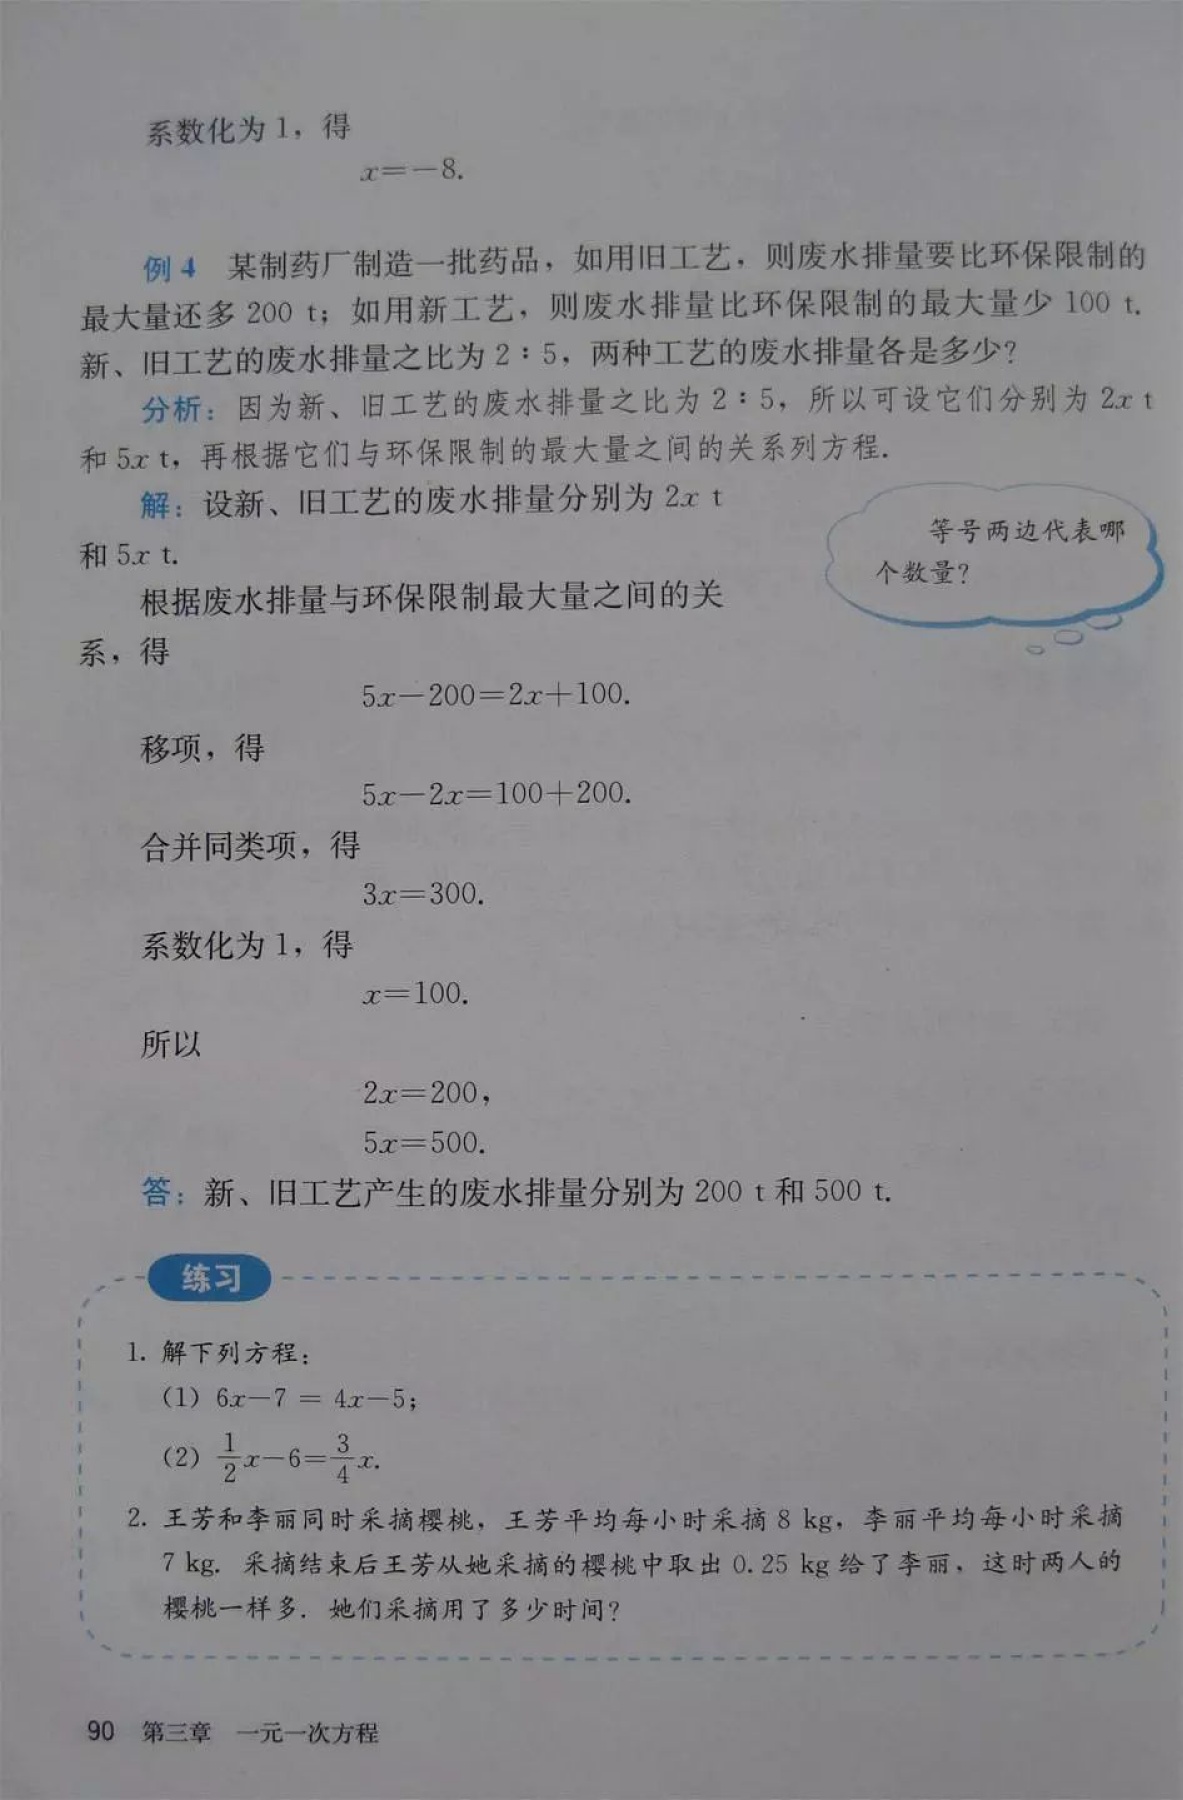 系数化为 1，得
x=-8.
例 4 某制药厂制造一批药品，如用旧工艺，则废水排量要比环保限制的
最大量还多 200 t；如用新工艺，则废水排量比环保限制的最大量少 100 t.
新、旧工艺的废水排量之比为 2∶5，两种工艺的废水排量各是多少？
分析：因为新、旧工艺的废水排量之比为 2∶5，所以可设它们分别为 2x t
和 5x t，再根据它们与环保限制的最大量之间的关系列方程.
解：设新、旧工艺的废水排量分别为 2x t
和 5x t.
等号两边代表哪
个数量？
根据废水排量与环保限制最大量之间的关
系，得
5x-200=2x+100.
移项，得
5x-2x=100+200.
合并同类项，得
3x=300.
系数化为 1，得
x=100.
所以
2x=200，
5x=500.
答：新、旧工艺产生的废水排量分别为 200 t 和 500 t.
练习
1. 解下列方程：
(1) 6x-7 = 4x-5；
(2) 1/2 x-6=3/4 x.
2. 王芳和李丽同时采摘樱桃，王芳平均每小时采摘 8 kg，李丽平均每小时采摘
7 kg. 采摘结束后王芳从她采摘的樱桃中取出 0.25 kg 给了李丽，这时两人的
樱桃一样多. 她们采摘用了多少时间？
90 第三章 一元一次方程